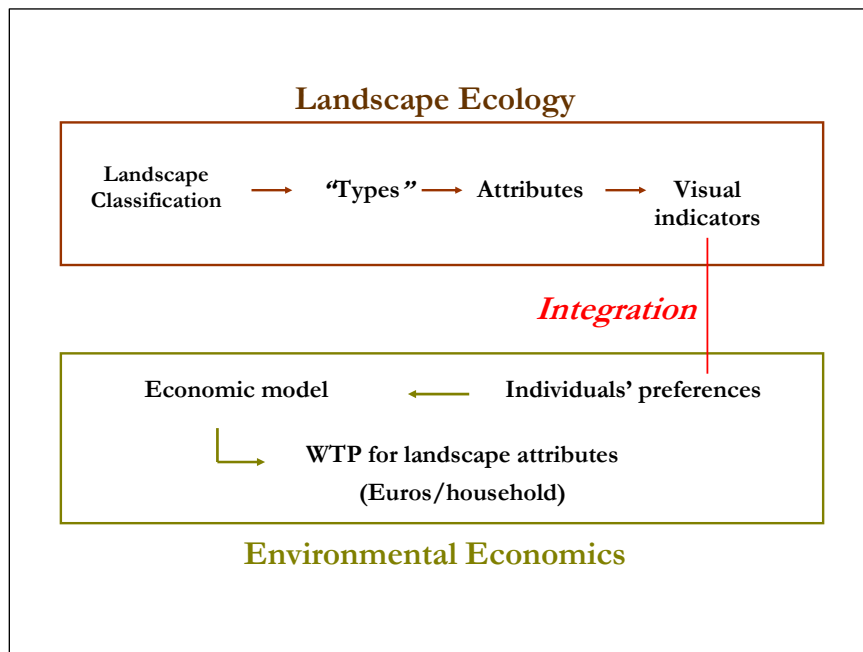 Landscape Ecology
Landscape
Classification
“Types”
Attributes
Visual
indicators
Integration
Economic model
Individuals’ preferences
WTP for landscape attributes
(Euros/household)
Environmental Economics